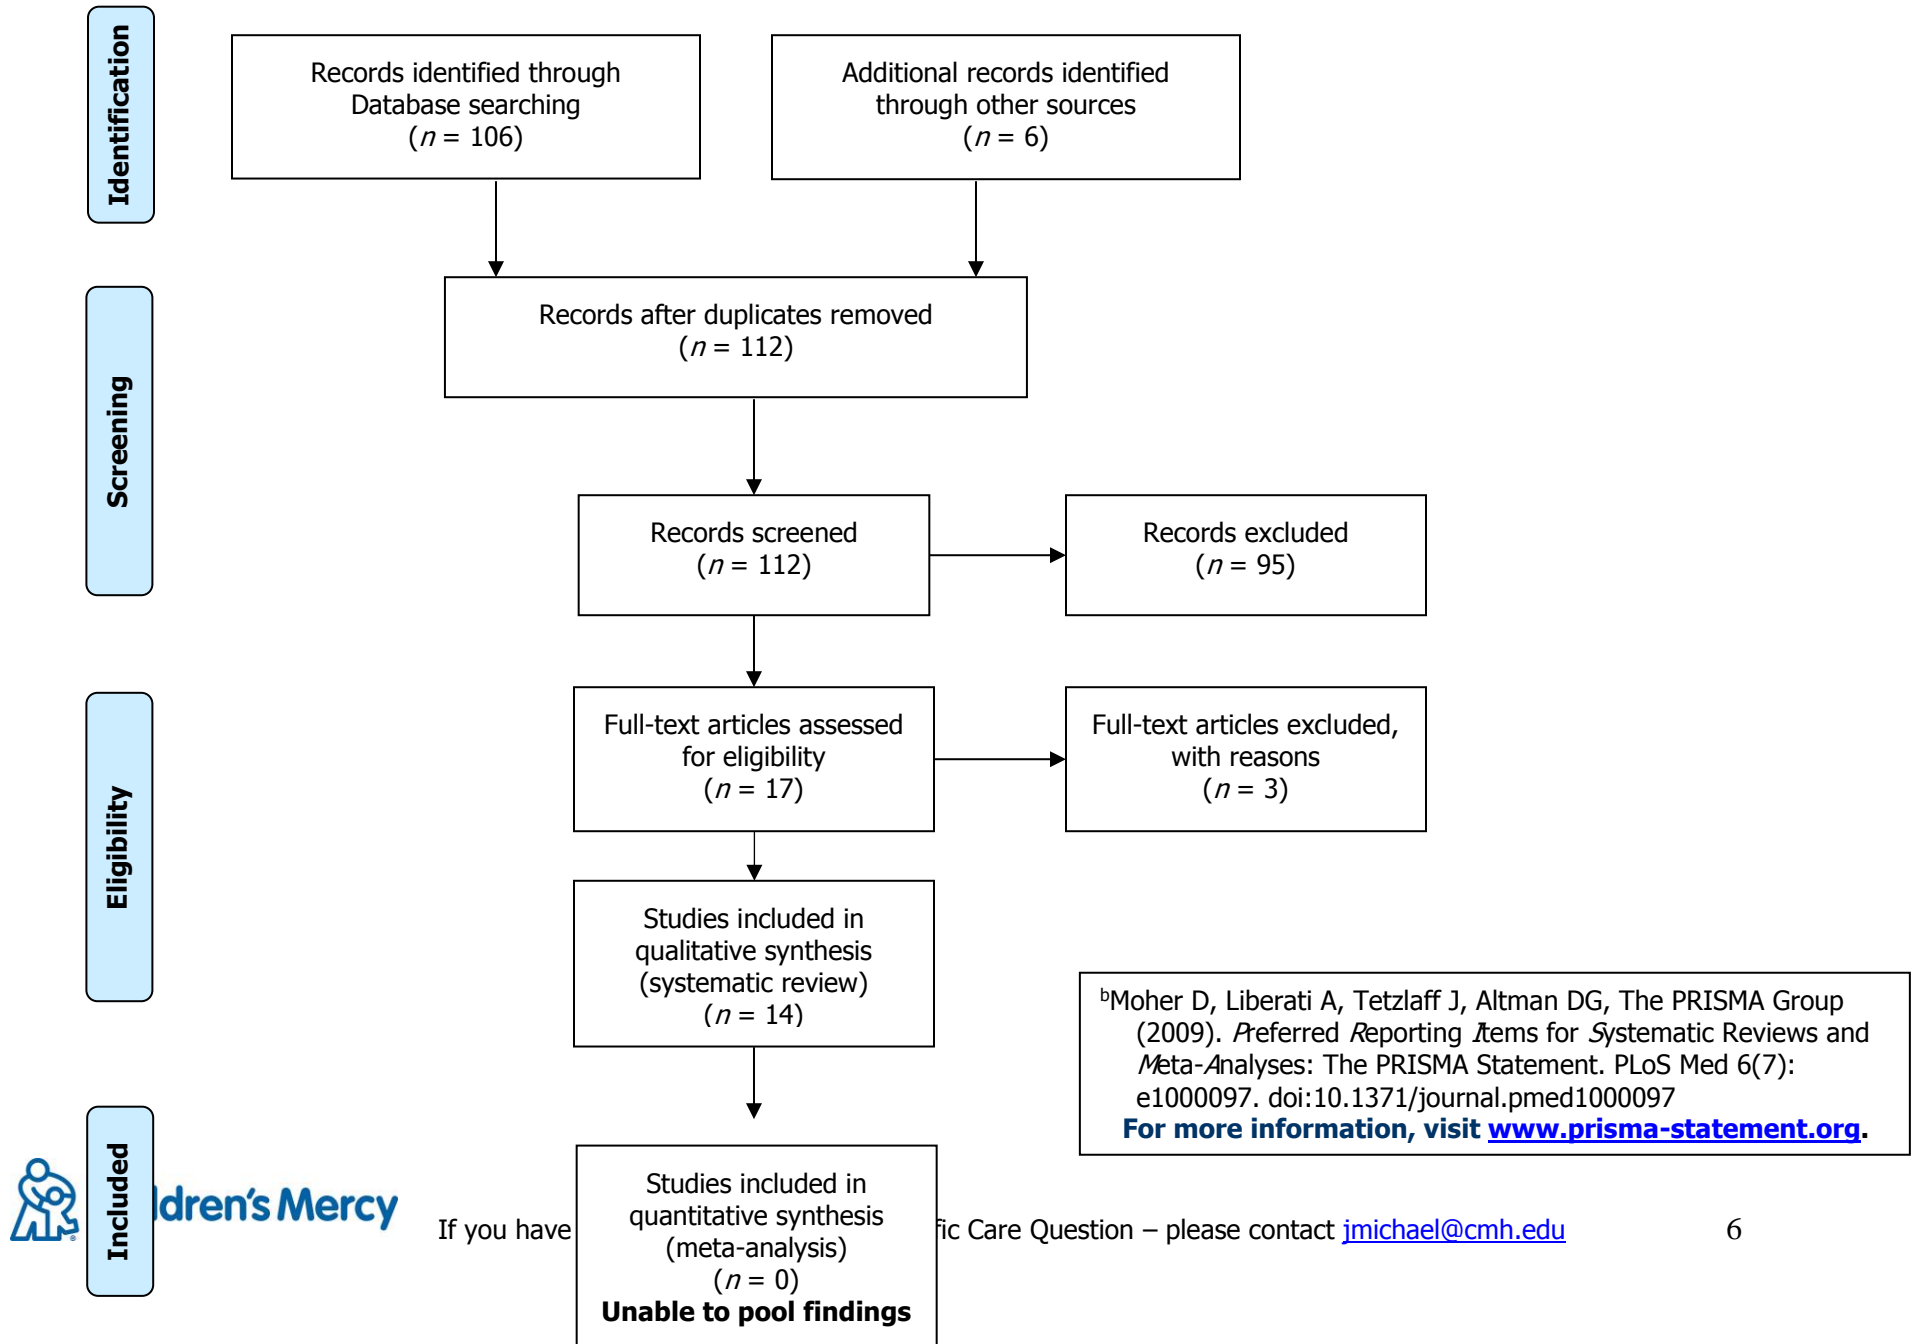 Identification
Records identified through
Database searching
(n = 106)
Additional records identified
through other sources
(n = 6)
Screening
Records after duplicates removed
(n = 112)
Records screened
(n = 112)
Records excluded
(n = 95)
Eligibility
Full-text articles assessed
for eligibility
(n = 17)
Full-text articles excluded,
with reasons
(n = 3)
Studies included in
qualitative synthesis
(systematic review)
(n = 14)
bMoher D, Liberati A, Tetzlaff J, Altman DG, The PRISMA Group
(2009). Preferred Reporting Items for Systematic Reviews and
Meta-Analyses: The PRISMA Statement. PLoS Med 6(7):
e1000097. doi:10.1371/journal.pmed1000097
For more information, visit www.prisma-statement.org.
Included
Studies included in
quantitative synthesis
(meta-analysis)
(n = 0)
Unable to pool findings
ldren's Mercy
If you have fic Care Question – please contact jmichael@cmh.edu 6